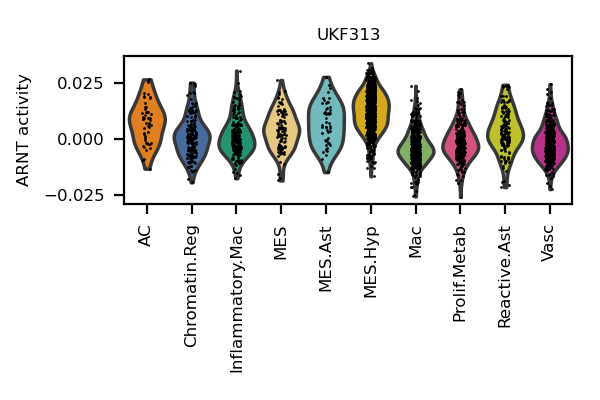 UKF313
ARNT activity
0.025
0.000
−0.025
AC
Chromatin.Reg
Inflammatory.Mac
MES
MES.Ast
MES.Hyp
Mac
Prolif.Metab
Reactive.Ast
Vasc